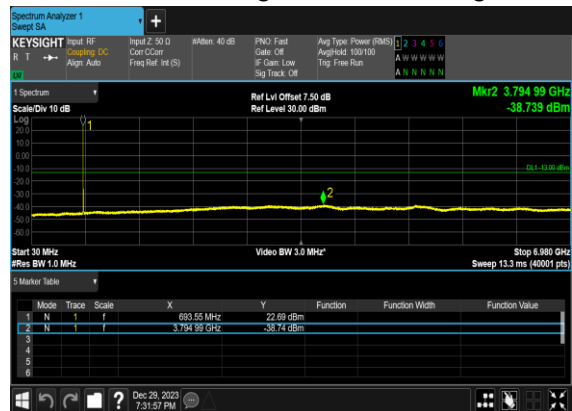 Spectrum Analyzer 1
Swept SA
+
KEYSIGHT
R T
LW
Input: RF
Coupling: DC
Align: Auto
Input Z: 50 Ω
Corr CCorr
Freq Ref: Int (S)
#Atten: 40 dB
PNO: Fast
Gate: Off
IF Gain: Low
Sig Track: Off
Avg Type: Power (RMS)
Avg|Hold: 100/100
Trig: Free Run
1 2 3 4 5 6
A W W W W W
A N N N N N
1 Spectrum
Scale/Div 10 dB
Ref Lvl Offset 7.50 dB
Ref Level 30.00 dBm
Mkr2 3.794 99 GHz
-38.739 dBm
Log
20.0
10.0
0.00
-10.0
-20.0
-30.0
-40.0
-50.0
-60.0
1
2
DL1 -13.00 dBm
Start 30 MHz
#Res BW 1.0 MHz
Video BW 3.0 MHz*
Stop 6.980 GHz
Sweep 13.3 ms (40001 pts)
5 Marker Table
Mode Trace Scale X Y Function Function Width Function Value
1 N 1 f 693.55 MHz 22.69 dBm
2 N 1 f 3.794 99 GHz -38.74 dBm
3
4
5
6
?
Dec 29, 2023
7:31:57 PM